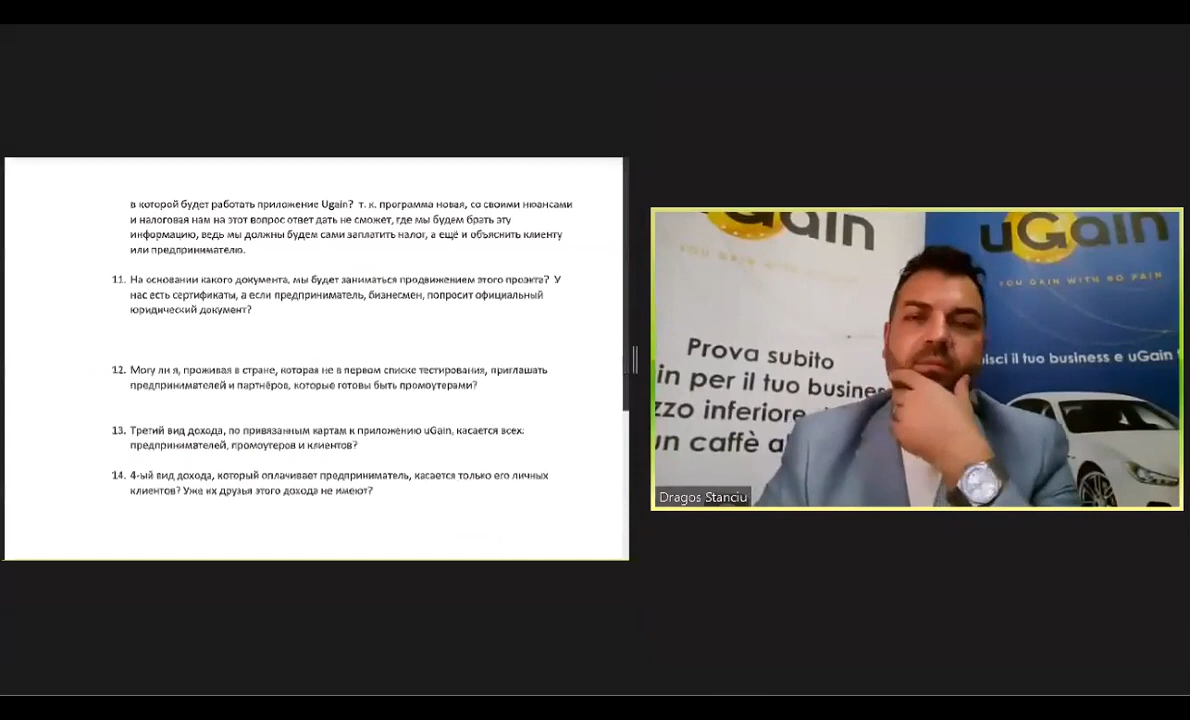 в которой будет работать приложение Ugain?  т. к. программа новая, со своими нюансами
и налоговая нам на этот вопрос ответ дать не сможет, где мы будем брать эту
информацию, ведь мы должны будем сами заплатить налог, а ещё и объяснить клиенту
или предпринимателю.
11. На основании какого документа, мы будет заниматься продвижением этого проэкта?  У
нас есть сертификаты, а если предприниматель, бизнесмен, попросит официальный
юридический документ?
12. Могу ли я, проживая в стране, которая не в первом списке тестирования, приглашать
предпринимателей и партнёров, которые готовы быть промоутерами?
13. Третий вид дохода, по привязанным картам к приложению uGain, касается всех:
предпринимателей, промоутеров и клиентов?
14. 4-ый вид дохода, который оплачивает предприниматель, касается только его личных
клиентов? Уже их друзья этого дохода не имеют?
uGain
uGain
YOU GAIN WITH NO PAIN
Prova subito
in per il tuo busines
zzo inferiore
un caffè a
isci il tuo business e uGain
Dragos Stanciu